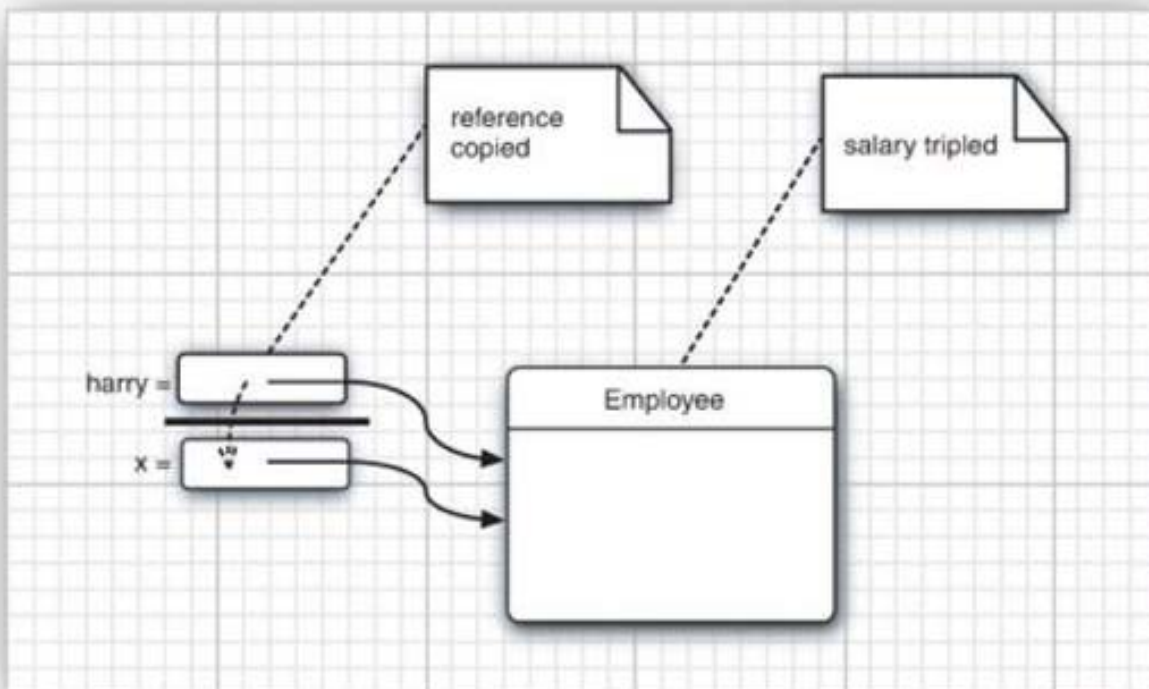 reference
copied
salary tripled
harry =
Employee
x =